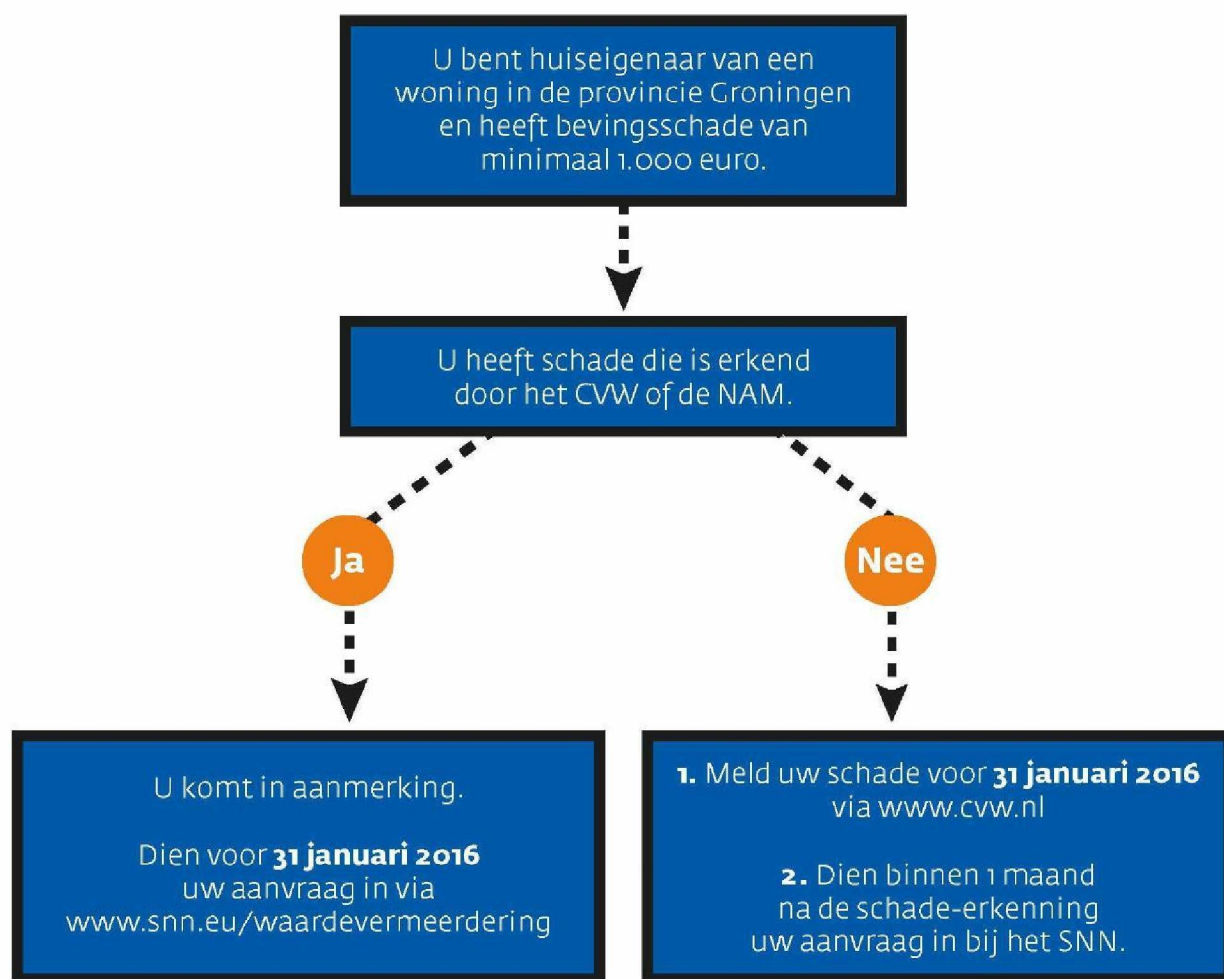 U bent huiseigenaar van een
woning in de provincie Groningen
en heeft bevingsschade van
minimaal 1.000 euro.
U heeft schade die is erkend
door het CVW of de NAM.
Ja
Nee
U komt in aanmerking.
Dien voor 31 januari 2016
uw aanvraag in via
www.snn.eu/waardevermeerdering
1. Meld uw schade voor 31 januari 2016
via www.cvw.nl
2. Dien binnen 1 maand
na de schade-erkenning
uw aanvraag in bij het SNN.